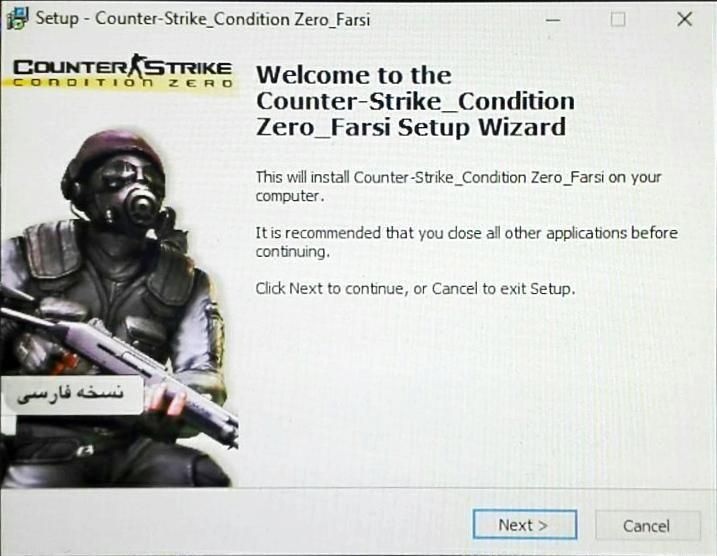 Setup - Counter-Strike_Condition Zero_Farsi
COUNTER STRIKE
CONDITION ZERO
Welcome to the
Counter-Strike_Condition
Zero_Farsi Setup Wizard
This will install Counter-Strike_Condition Zero_Farsi on your
computer.
It is recommended that you close all other applications before
continuing.
Click Next to continue, or Cancel to exit Setup.
نسخه فارسی
Next >
Cancel